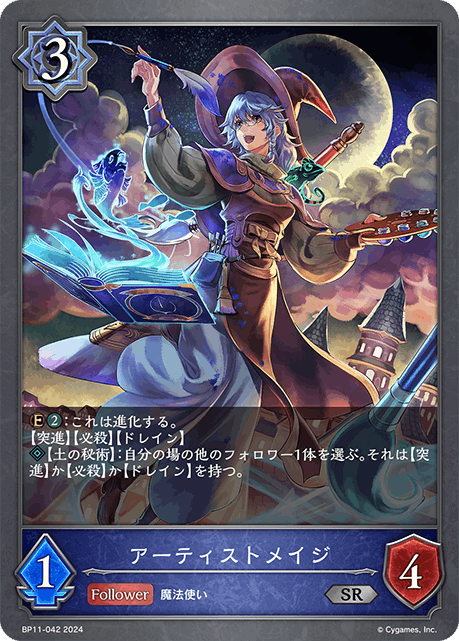 3
E 2:これは進化する。
【突進】【必殺】【ドレイン】
【土の秘術】:自分の場の他のフォロワー1体を選ぶ。それは【突
進】か【必殺】か【ドレイン】を持つ。
アーティストメイジ
1
Follower 魔法使い SR
4
BP11-042 2024 © Cygames, Inc.